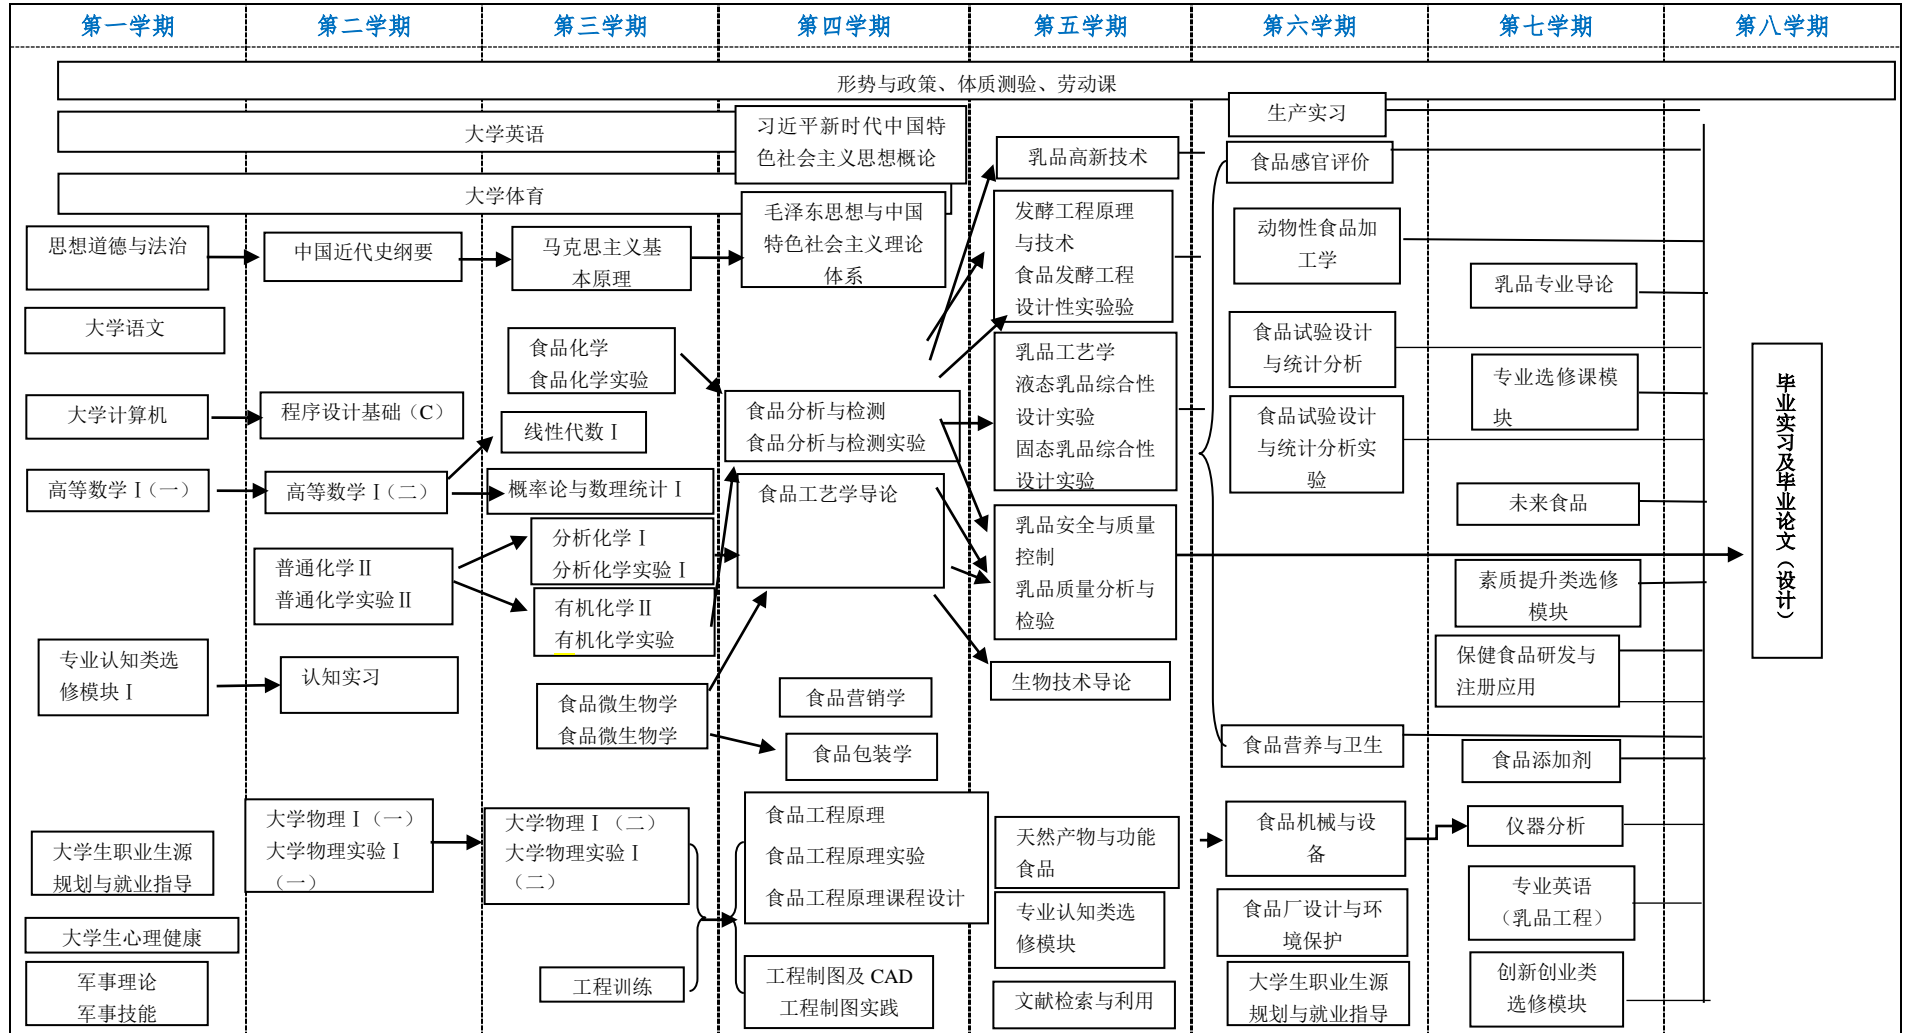 第一学期
第二学期
第三学期
第四学期
第五学期
第六学期
第七学期
第八学期
形势与政策、体质测验、劳动课
大学英语
大学体育
思想道德与法治
大学语文
大学计算机
高等数学Ⅰ(一)
专业认知类选
修模块Ⅰ
大学生职业生源
规划与就业指导
大学生心理健康
军事理论
军事技能
中国近代史纲要
程序设计基础(C)
高等数学Ⅰ(二)
普通化学Ⅱ
普通化学实验Ⅱ
认知实习
大学物理Ⅰ(一)
大学物理实验Ⅰ
(一)
马克思主义基
本原理
食品化学
食品化学实验
线性代数Ⅰ
概率论与数理统计Ⅰ
分析化学Ⅰ
分析化学实验Ⅰ
有机化学Ⅱ
有机化学实验
食品微生物学
食品微生物学
大学物理Ⅰ(二)
大学物理实验Ⅰ
(二)
工程训练
习近平新时代中国特
色社会主义思想概论
毛泽东思想与中国
特色社会主义理论
体系
食品分析与检测
食品分析与检测实验
食品工艺学导论
食品营销学
食品包装学
食品工程原理
食品工程原理实验
食品工程原理课程设计
工程制图及 CAD
工程制图实践
乳品高新技术
发酵工程原理
与技术
食品发酵工程
设计性实验验
乳品工艺学
液态乳品综合性
设计实验
固态乳品综合性
设计实验
乳品安全与质量
控制
乳品质量分析与
检验
生物技术导论
天然产物与功能
食品
专业认知类选
修模块
文献检索与利用
生产实习
食品感官评价
动物性食品加
工学
食品试验设计
与统计分析
食品试验设计
与统计分析实
验
食品营养与卫生
食品机械与设
备
食品厂设计与环
境保护
大学生职业生源
规划与就业指导
乳品专业导论
专业选修课模
块
未来食品
素质提升类选修
模块
保健食品研发与
注册应用
食品添加剂
仪器分析
专业英语
(乳品工程)
创新创业类
选修模块
毕业实习及毕业论文(设计)